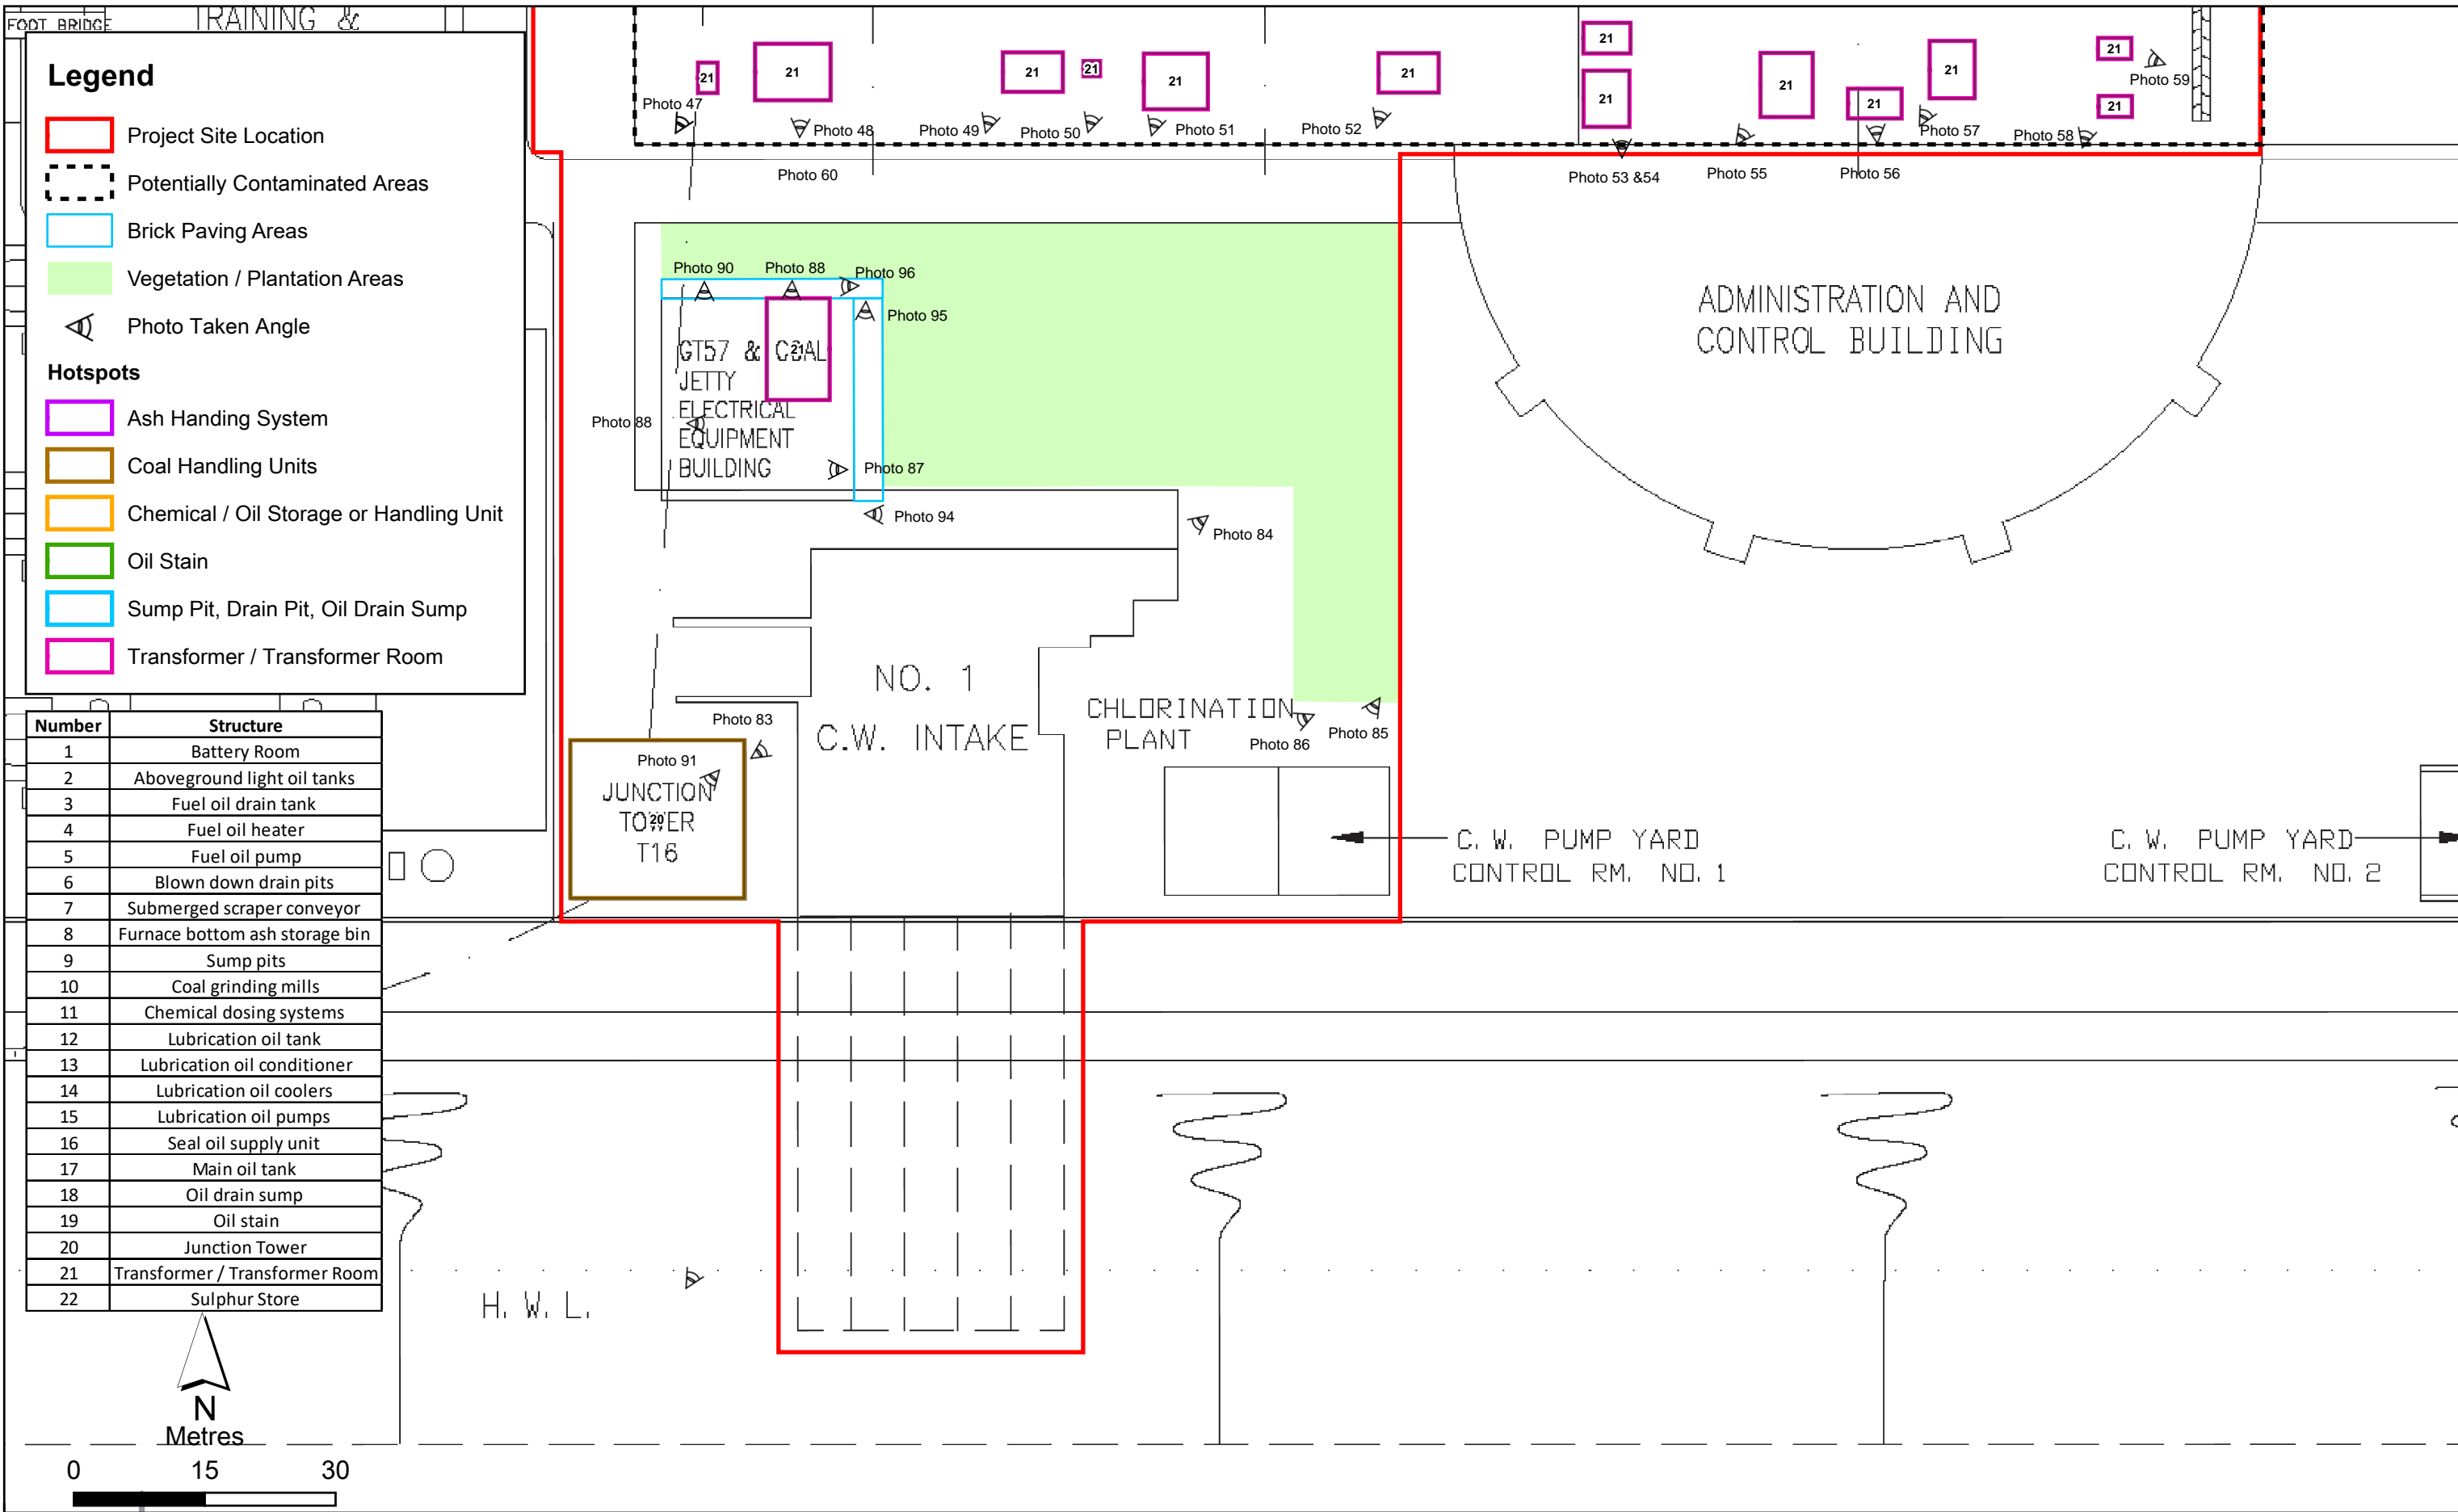 FOOT BRIDGE
TRAINING &
Legend
Project Site Location
Potentially Contaminated Areas
Brick Paving Areas
Vegetation / Plantation Areas
Photo Taken Angle
Hotspots
Ash Handing System
Coal Handling Units
Chemical / Oil Storage or Handling Unit
Oil Stain
Sump Pit, Drain Pit, Oil Drain Sump
Transformer / Transformer Room
Number Structure
1 Battery Room
2 Aboveground light oil tanks
3 Fuel oil drain tank
4 Fuel oil heater
5 Fuel oil pump
6 Blown down drain pits
7 Submerged scraper conveyor
8 Furnace bottom ash storage bin
9 Sump pits
10 Coal grinding mills
11 Chemical dosing systems
12 Lubrication oil tank
13 Lubrication oil conditioner
14 Lubrication oil coolers
15 Lubrication oil pumps
16 Seal oil supply unit
17 Main oil tank
18 Oil drain sump
19 Oil stain
20 Junction Tower
21 Transformer / Transformer Room
22 Sulphur Store
N
Metres
0 15 30
21
21
21
21
21
21
21
21
21
21
21
21
21
Photo 47
Photo 48
Photo 49
Photo 50
Photo 51
Photo 52
Photo 53 &54
Photo 55
Photo 56
Photo 57
Photo 58
Photo 59
Photo 60
Photo 90
Photo 88
Photo 96
Photo 95
GT57 & COAL
21
JETTY
ELECTRICAL
EQUIPMENT
BUILDING
Photo 88
Photo 87
Photo 94
Photo 84
ADMINISTRATION AND
CONTROL BUILDING
NO. 1
C.W. INTAKE
CHLORINATION
PLANT
Photo 86
Photo 85
Photo 83
Photo 91
JUNCTION
TOWER
20
T16
C. W. PUMP YARD
CONTROL RM. NO. 1
C. W. PUMP YARD
CONTROL RM. NO. 2
H. W. L.